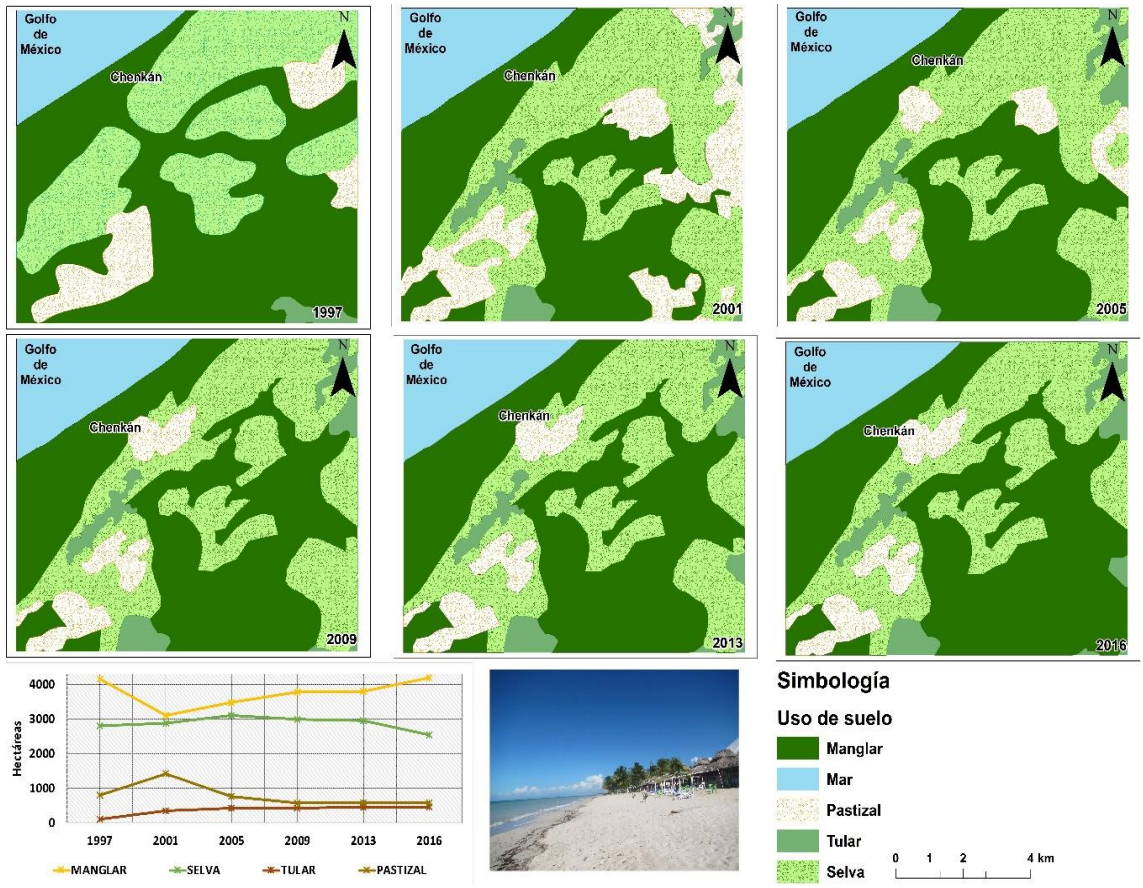 Golfo
de
México
N
Chenkán
1997
Golfo
de
México
N
Chenkán
2001
Golfo
de
México
N
Chenkán
2005
Golfo
de
México
N
Chenkán
2009
Golfo
de
México
N
Chenkán
2013
Golfo
de
México
N
Chenkán
2016
Hectáreas
4000
3000
2000
1000
0
1997 2001 2005 2009 2013 2016
MANGLAR SELVA TULAR PASTIZAL
Simbología
Uso de suelo
Manglar
Mar
Pastizal
Tular
Selva
0 1 2 4 km